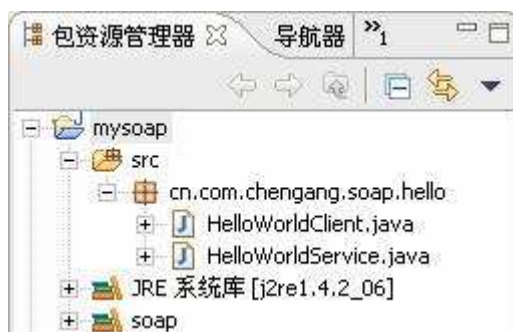 包资源管理器 导航器 »1
mysoap
src
cn.com.chengang.soap.hello
HelloWorldClient.java
HelloWorldService.java
JRE 系统库 [j2re1.4.2_06]
soap